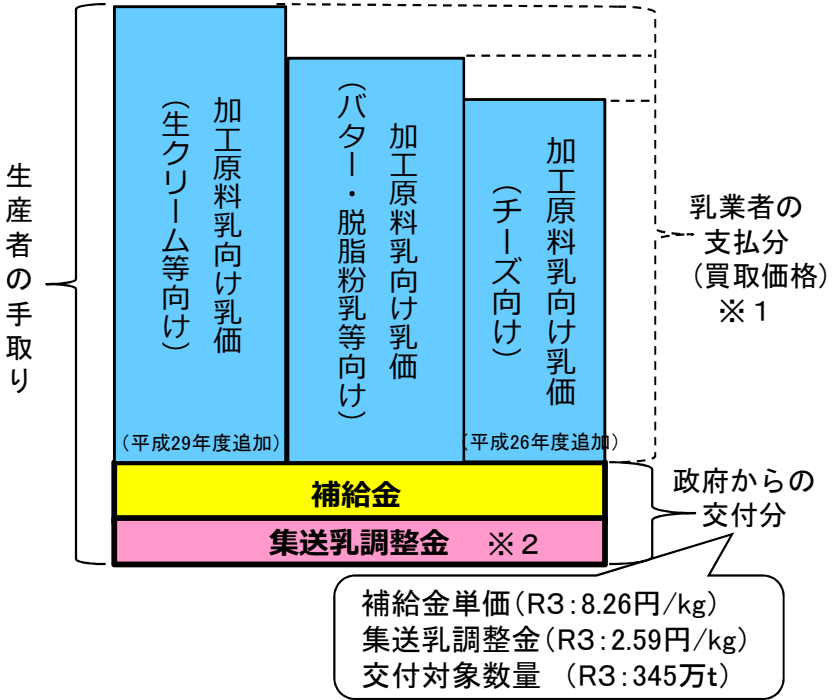 生産者の手取り
加工原料乳向け乳価
（生クリーム等向け）
（平成29年度追加）
加工原料乳向け乳価
（バター・脱脂粉乳等向け）
加工原料乳向け乳価
（チーズ向け）
（平成26年度追加）
乳業者の
支払分
（買取価格）
※１
補給金
集送乳調整金　※２
政府からの
交付分
補給金単価（R3：8.26円/kg）
集送乳調整金（R3：2.59円/kg）
交付対象数量　（R3：345万t）